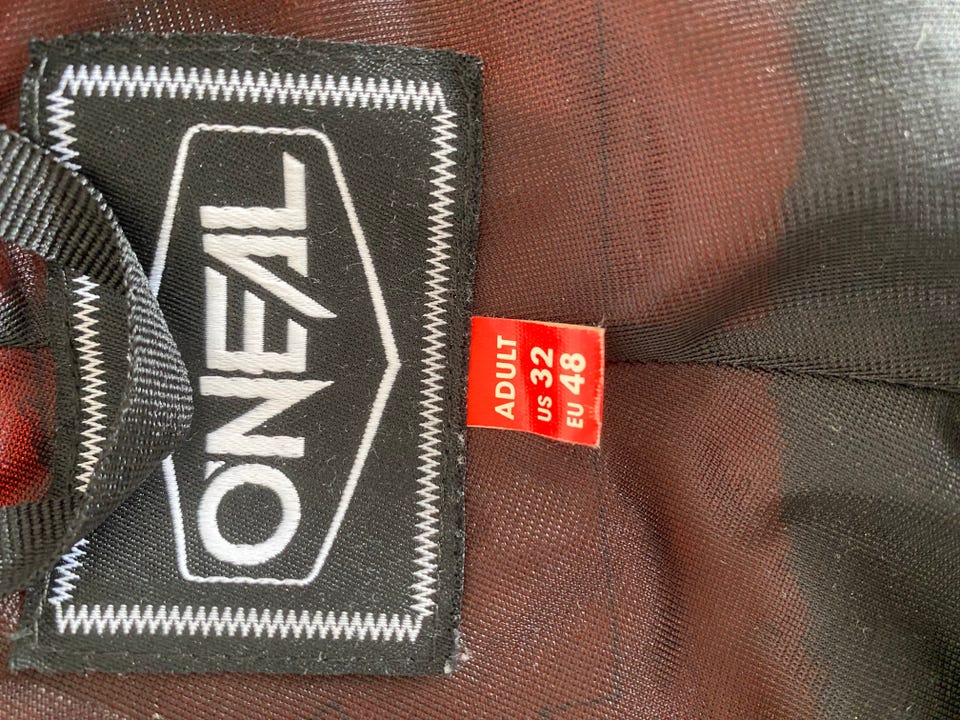 O'NEAL
ADULT
US 32
EU 48